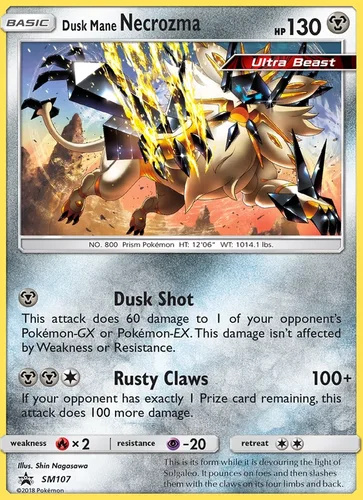 BASIC Dusk Mane Necrozma HP 130
Ultra Beast
NO. 800 Prism Pokémon HT: 12'06" WT: 1014.1 lbs.
Dusk Shot
This attack does 60 damage to 1 of your opponent's
Pokémon-GX or Pokémon-EX. This damage isn't affected
by Weakness or Resistance.
Rusty Claws 100+
If your opponent has exactly 1 Prize card remaining, this
attack does 100 more damage.
weakness × 2 resistance -20 retreat
Illus. Shin Nagasawa
SM107
©2018 Pokémon
This is its form while it is devouring the light of
Solgaleo. It pounces on foes and then slashes
them with the claws on its four limbs and back.